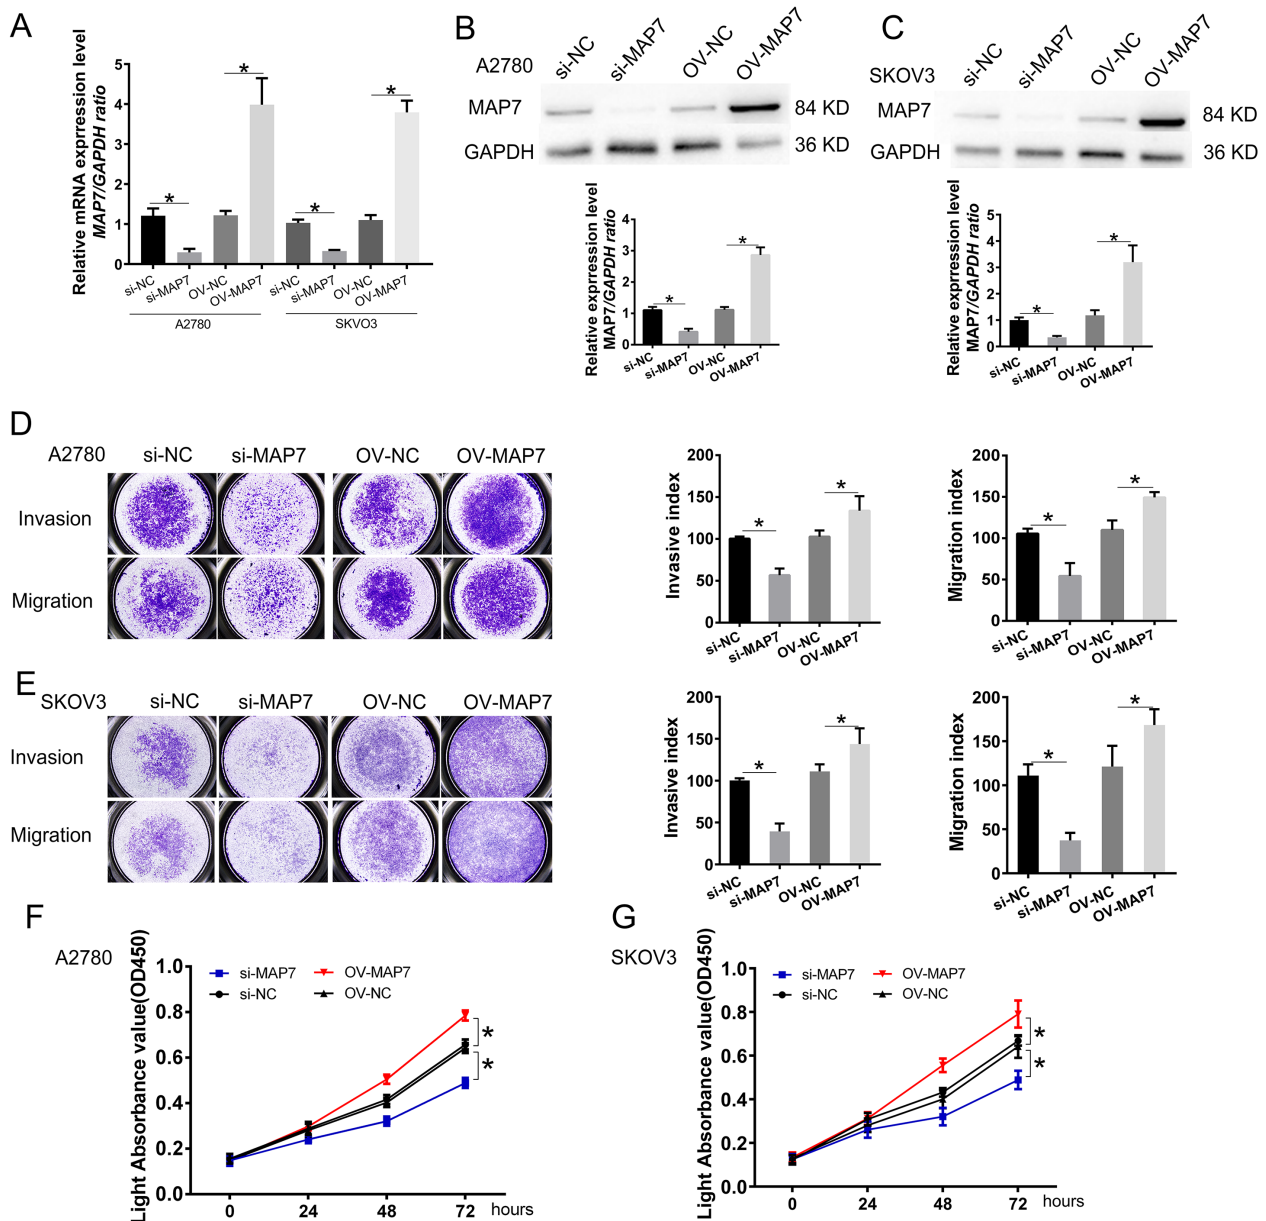 A
Relative mRNA exprression level
MAP7/GAPDH ratio
5
4
3
2
1
0
*
*
*
*
si-NC
si-MAP7
OV-NC
OV-MAP7
si-NC
si-MAP7
OV-NC
OV-MAP7
A2780
SKVO3
B
A2780
si-NC
si-MAP7
OV-NC
OV-MAP7
MAP7
84 KD
GAPDH
36 KD
Relative exprression level
MAP7/GAPDH ratio
4
3
2
1
0
*
*
si-NC
si-MAP7
OV-NC
OV-MAP7
C
SKOV3
si-NC
si-MAP7
OV-NC
OV-MAP7
MAP7
84 KD
GAPDH
36 KD
Relative exprression level
MAP7/GAPDH ratio
5
4
3
2
1
0
*
*
si-NC
si-MAP7
OV-NC
OV-MAP7
D
A2780
si-NC
si-MAP7
OV-NC
OV-MAP7
Invasion
Migration
Invasive index
200
150
100
50
0
*
*
si-NC
si-MAP7
OV-NC
OV-MAP7
Migration index
200
150
100
50
0
*
*
si-NC
si-MAP7
OV-NC
OV-MAP7
E
SKOV3
si-NC
si-MAP7
OV-NC
OV-MAP7
Invasion
Migration
Invasive index
200
150
100
50
0
*
*
si-NC
si-MAP7
OV-NC
OV-MAP7
Migration index
200
150
100
50
0
*
*
si-NC
si-MAP7
OV-NC
OV-MAP7
F
A2780
Light Absorbance value(OD450)
1.0
0.8
0.6
0.4
0.2
0.0
si-MAP7
OV-MAP7
si-NC
OV-NC
*
*
0
24
48
72
hours
G
SKOV3
Light Absorbance value(OD450)
1.0
0.8
0.6
0.4
0.2
0.0
si-MAP7
OV-MAP7
si-NC
OV-NC
*
*
0
24
48
72
hours